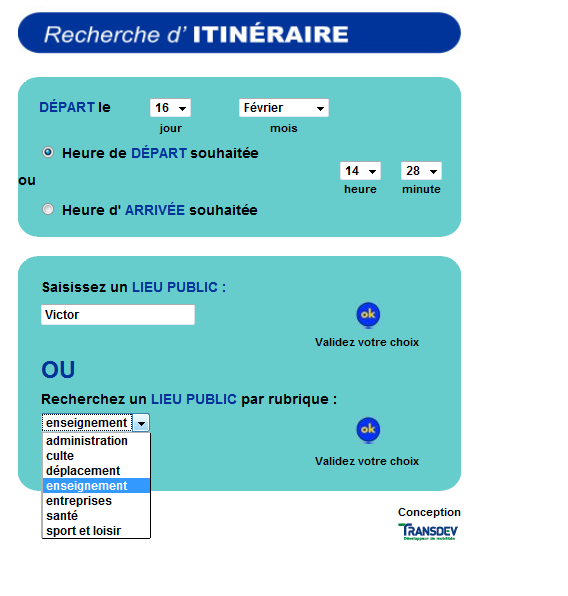 Recherche d' ITINÉRAIRE
DÉPART le
16
Février
jour
mois
Heure de DÉPART souhaitée
ou
14
28
heure
minute
Heure d' ARRIVÉE souhaitée
Saisissez un LIEU PUBLIC :
Victor
ok
Validez votre choix
OU
Recherchez un LIEU PUBLIC par rubrique :
enseignement
ok
administration
culte
déplacement
enseignement
entreprises
santé
sport et loisir
Validez votre choix
Conception
TRANSDEV
Développeur de mobilités